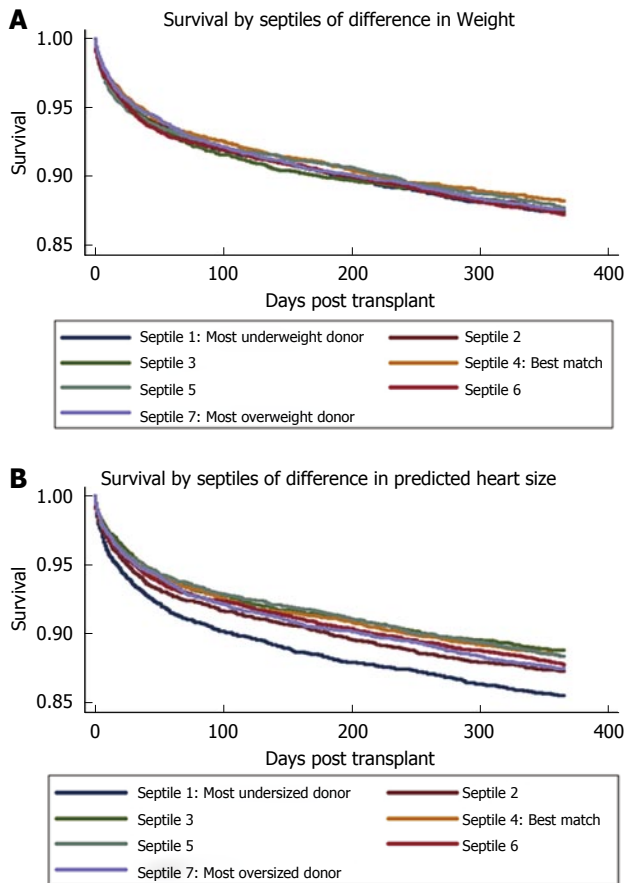 A
Survival by septiles of difference in Weight
1.00
0.95
0.90
0.85
Survival
0 100 200 300 400
Days post transplant
Septile 1: Most underweight donor Septile 2
Septile 3 Septile 4: Best match
Septile 5 Septile 6
Septile 7: Most overweight donor
B
Survival by septiles of difference in predicted heart size
1.00
0.95
0.90
0.85
Survival
0 100 200 300 400
Days post transplant
Septile 1: Most undersized donor Septile 2
Septile 3 Septile 4: Best match
Septile 5 Septile 6
Septile 7: Most oversized donor